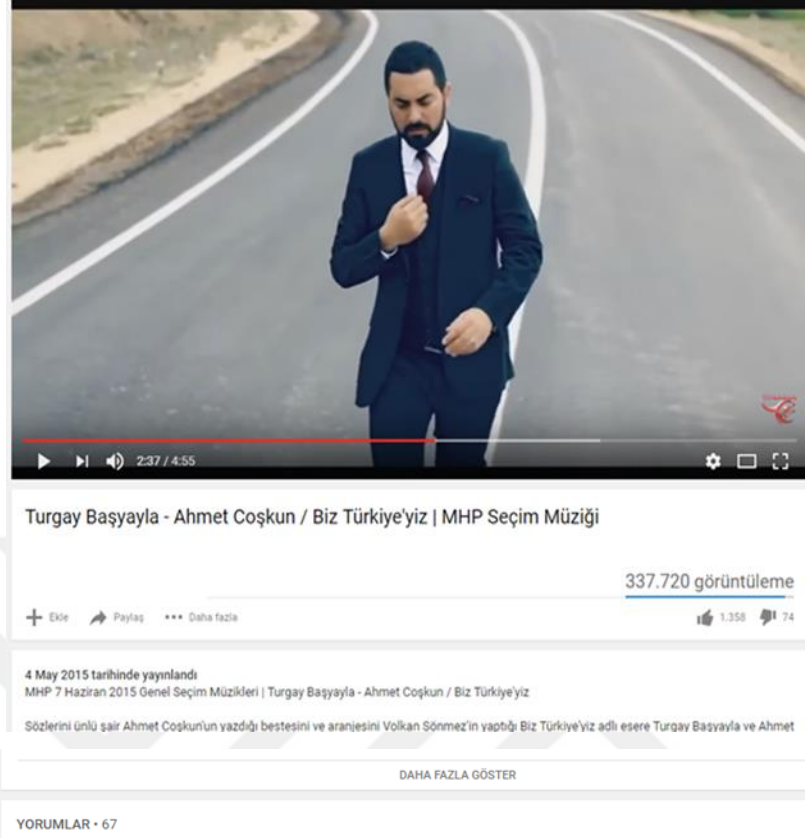 2:37 / 4:55
Turgay Başyayla - Ahmet Coşkun / Biz Türkiye'yiz | MHP Seçim Müziği
337.720 görüntüleme
Ekle Paylaş Daha fazla 1.358 74
4 May 2015 tarihinde yayınlandı
MHP 7 Haziran 2015 Genel Seçim Müzikleri | Turgay Başyayla - Ahmet Coşkun / Biz Türkiye'yiz
Sözlerini ünlü şair Ahmet Coşkun'un yazdığı bestesini ve aranjesini Volkan Sönmez'in yaptığı Biz Türkiye'yiz adlı esere Turgay Başyayla ve Ahmet
DAHA FAZLA GÖSTER
YORUMLAR • 67